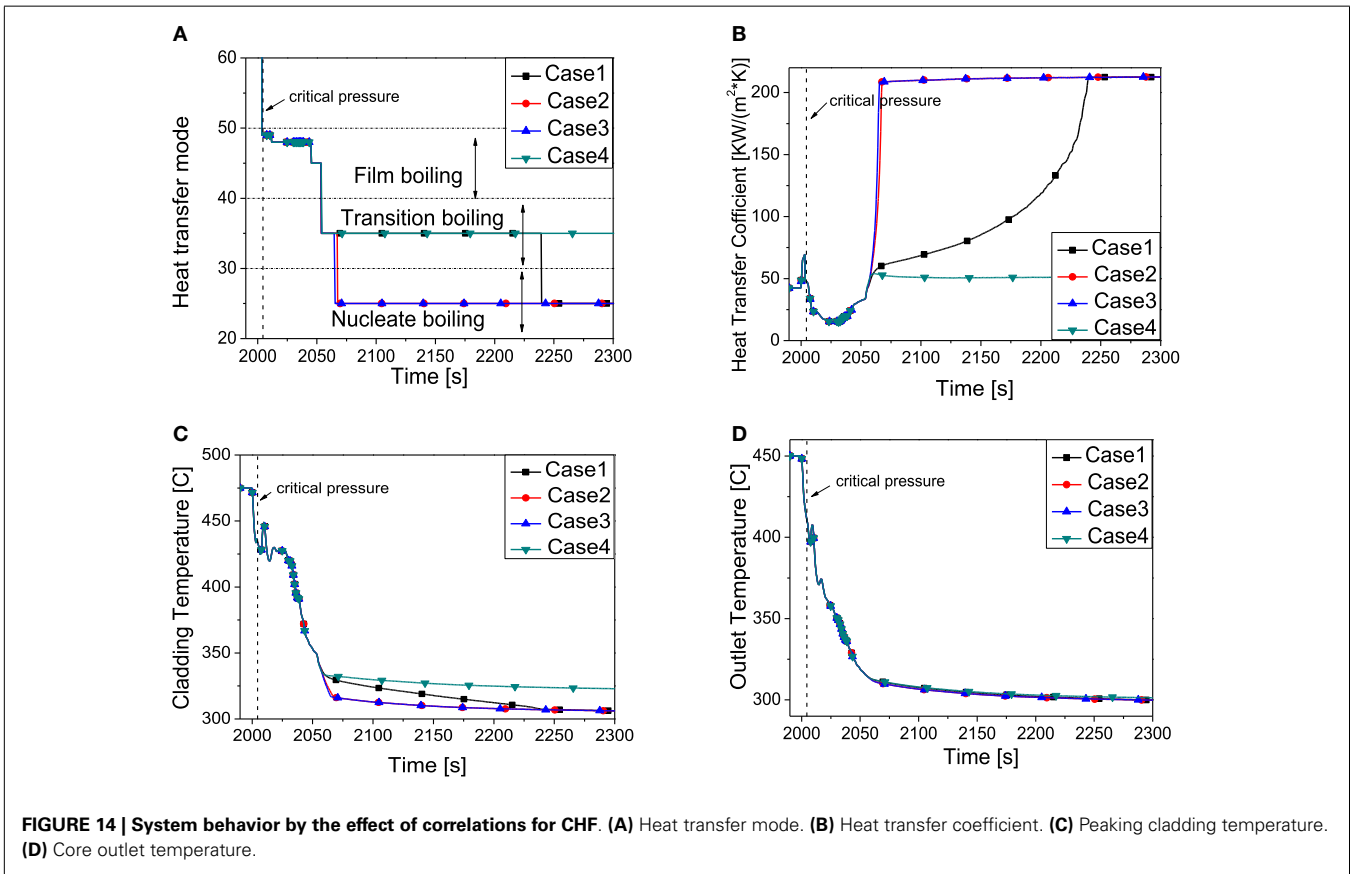 A
60
50
40
30
20
Heat transfer mode
critical pressure
Case1
Case2
Case3
Case4
Film boiling
Transition boiling
Nucleate boiling
2000 2050 2100 2150 2200 2250 2300
Time [s]
B
200
150
100
50
0
Heat Transfer Cofficient [KW/(m²*K)]
critical pressure
Case1
Case2
Case3
Case4
2000 2050 2100 2150 2200 2250 2300
Time [s]
C
500
450
400
350
300
Cladding Temperature [C]
critical pressure
Case1
Case2
Case3
Case4
2000 2050 2100 2150 2200 2250 2300
Time [s]
D
450
400
350
300
Outlet Temperature [C]
critical pressure
Case1
Case2
Case3
Case4
2000 2050 2100 2150 2200 2250 2300
Time [s]
FIGURE 14 | System behavior by the effect of correlations for CHF. (A) Heat transfer mode. (B) Heat transfer coefficient. (C) Peaking cladding temperature.
(D) Core outlet temperature.